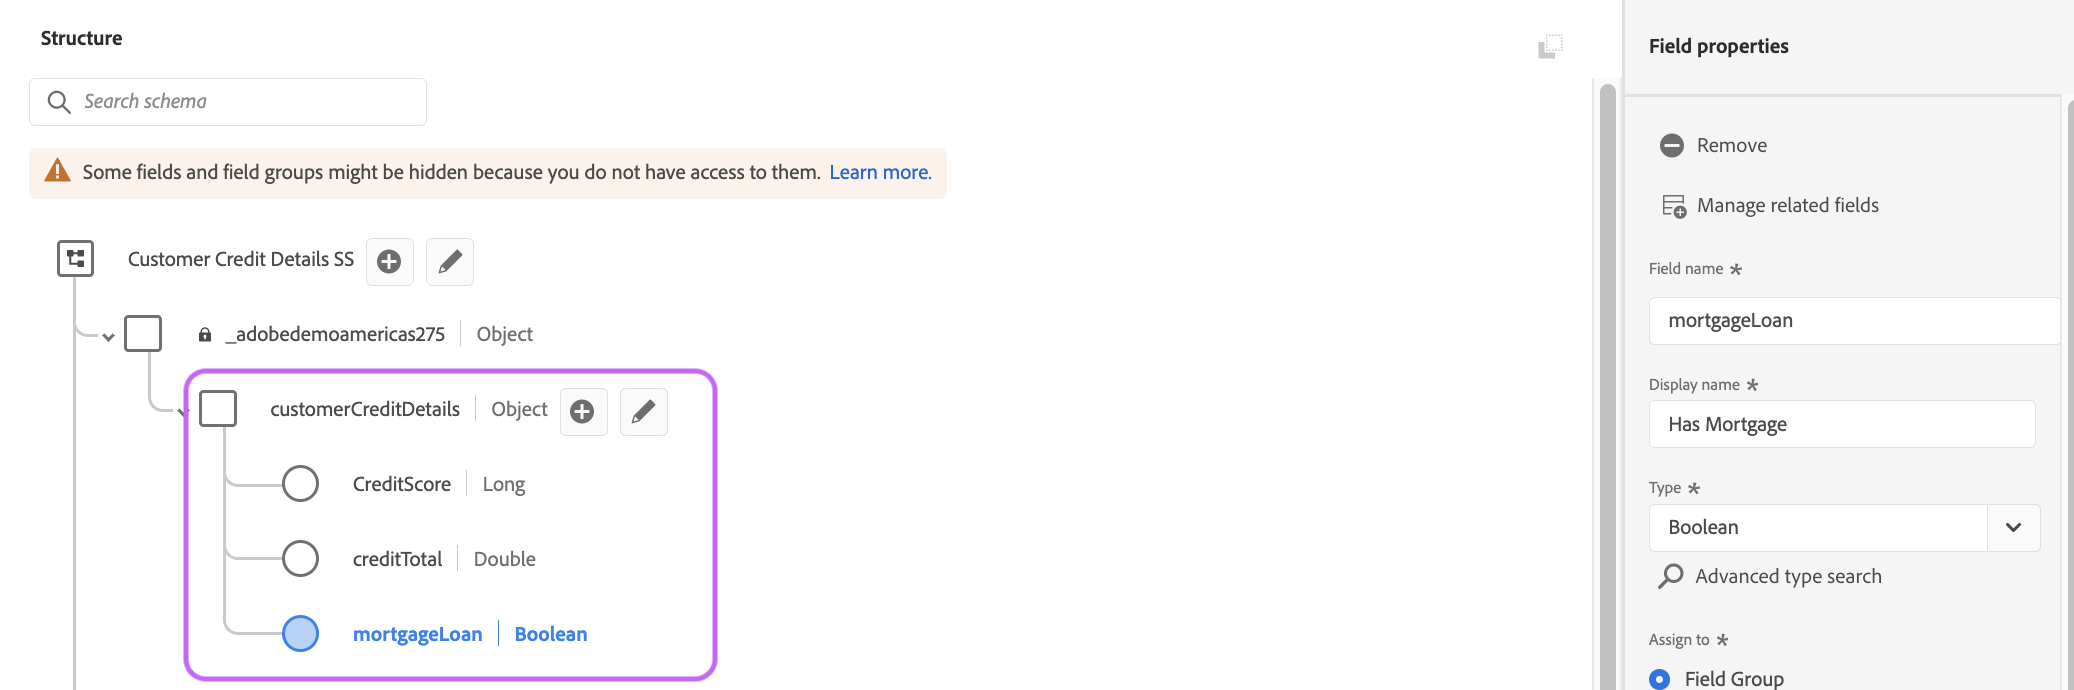 Structure
Search schema
Some fields and field groups might be hidden because you do not have access to them. Learn more.
Customer Credit Details SS
_adobedemoamericas275 Object
customerCreditDetails Object
CreditScore Long
creditTotal Double
mortgageLoan Boolean
Field properties
Remove
Manage related fields
Field name *
mortgageLoan
Display name *
Has Mortgage
Type *
Boolean
Advanced type search
Assign to *
Field Group